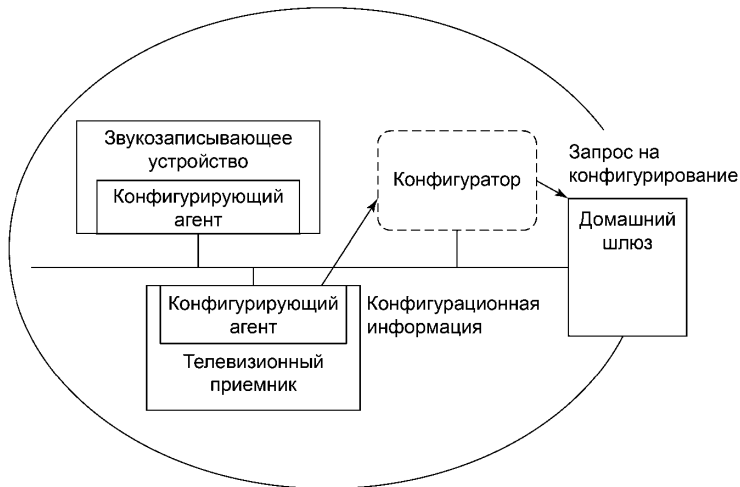 Звукозаписывающее
устройство
Конфигурирующий
агент
Конфигуратор
Запрос на
конфигурирование
Домашний
шлюз
Конфигурирующий
агент
Конфигурационная
информация
Телевизионный
приемник